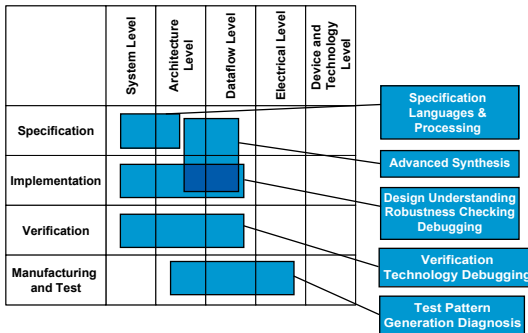 System Level
Architecture
Level
Dataflow Level
Electrical Level
Device and
Technology
Level
Specification
Implementation
Verification
Manufacturing
and Test
Specification
Languages &
Processing
Advanced Synthesis
Design Understanding
Robustness Checking
Debugging
Verification
Technology Debugging
Test Pattern
Generation Diagnosis